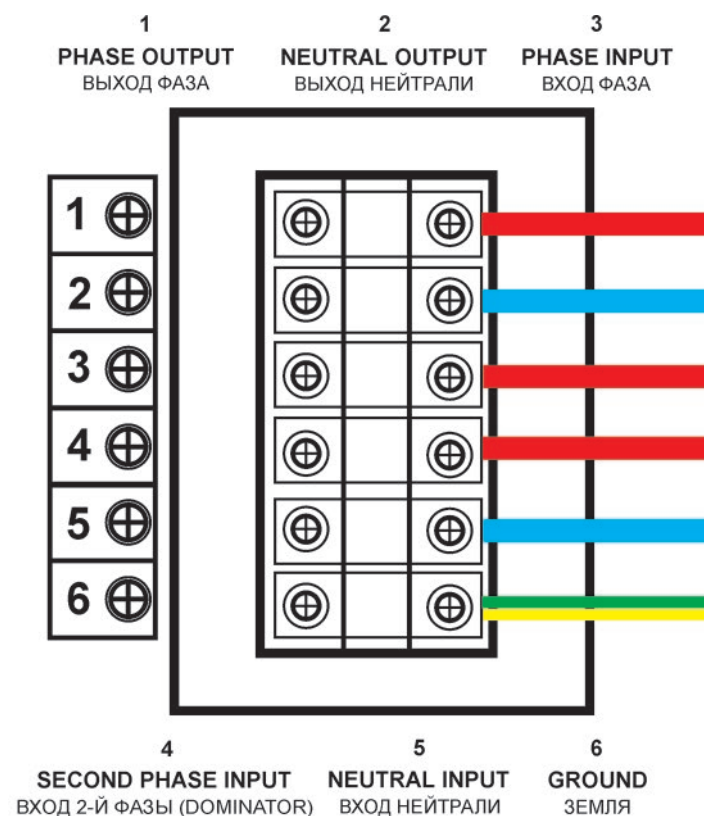 1
PHASE OUTPUT
ВЫХОД ФАЗА
2
NEUTRAL OUTPUT
ВЫХОД НЕЙТРАЛИ
3
PHASE INPUT
ВХОД ФАЗА
1
2
3
4
5
6
4
SECOND PHASE INPUT
ВХОД 2-Й ФАЗЫ (DOMINATOR)
5
NEUTRAL INPUT
ВХОД НЕЙТРАЛИ
6
GROUND
ЗЕМЛЯ